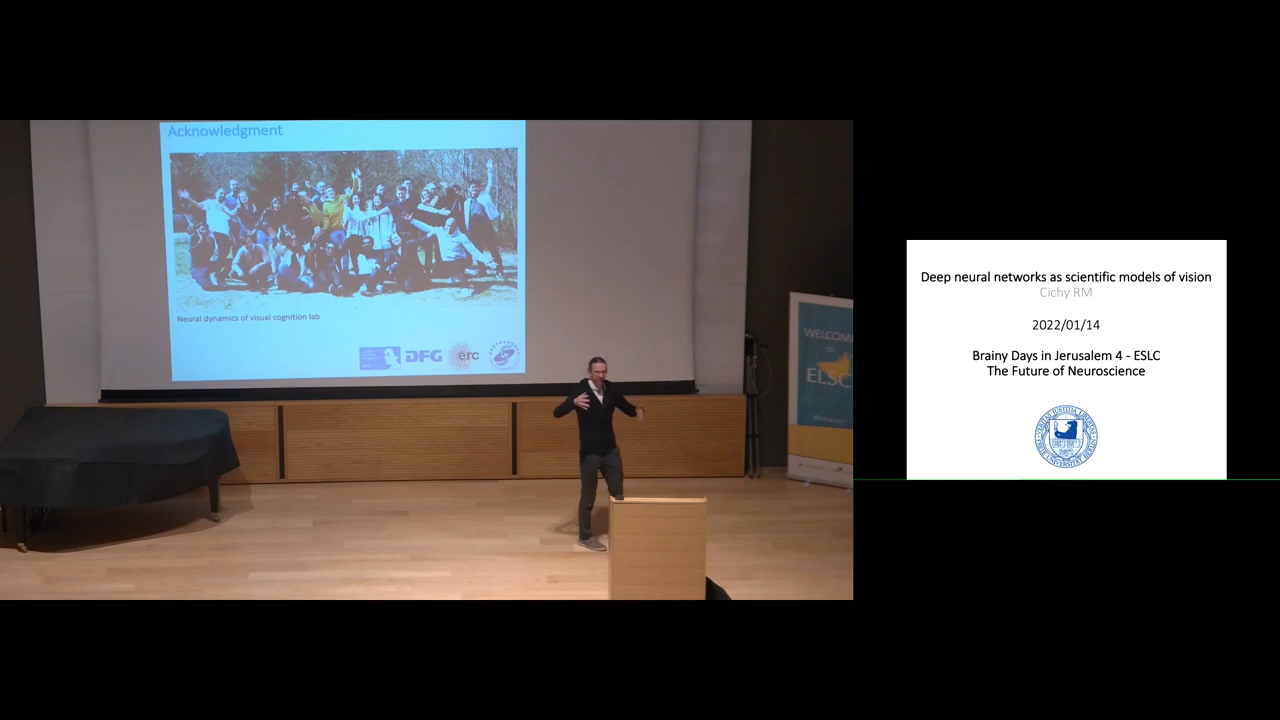 Acknowledgment
Neural dynamics of visual cognition lab
DFG
erc
WELCOME
ELSC
Deep neural networks as scientific models of vision
Cichy RM
2022/01/14
Brainy Days in Jerusalem 4 - ESLC
The Future of Neuroscience